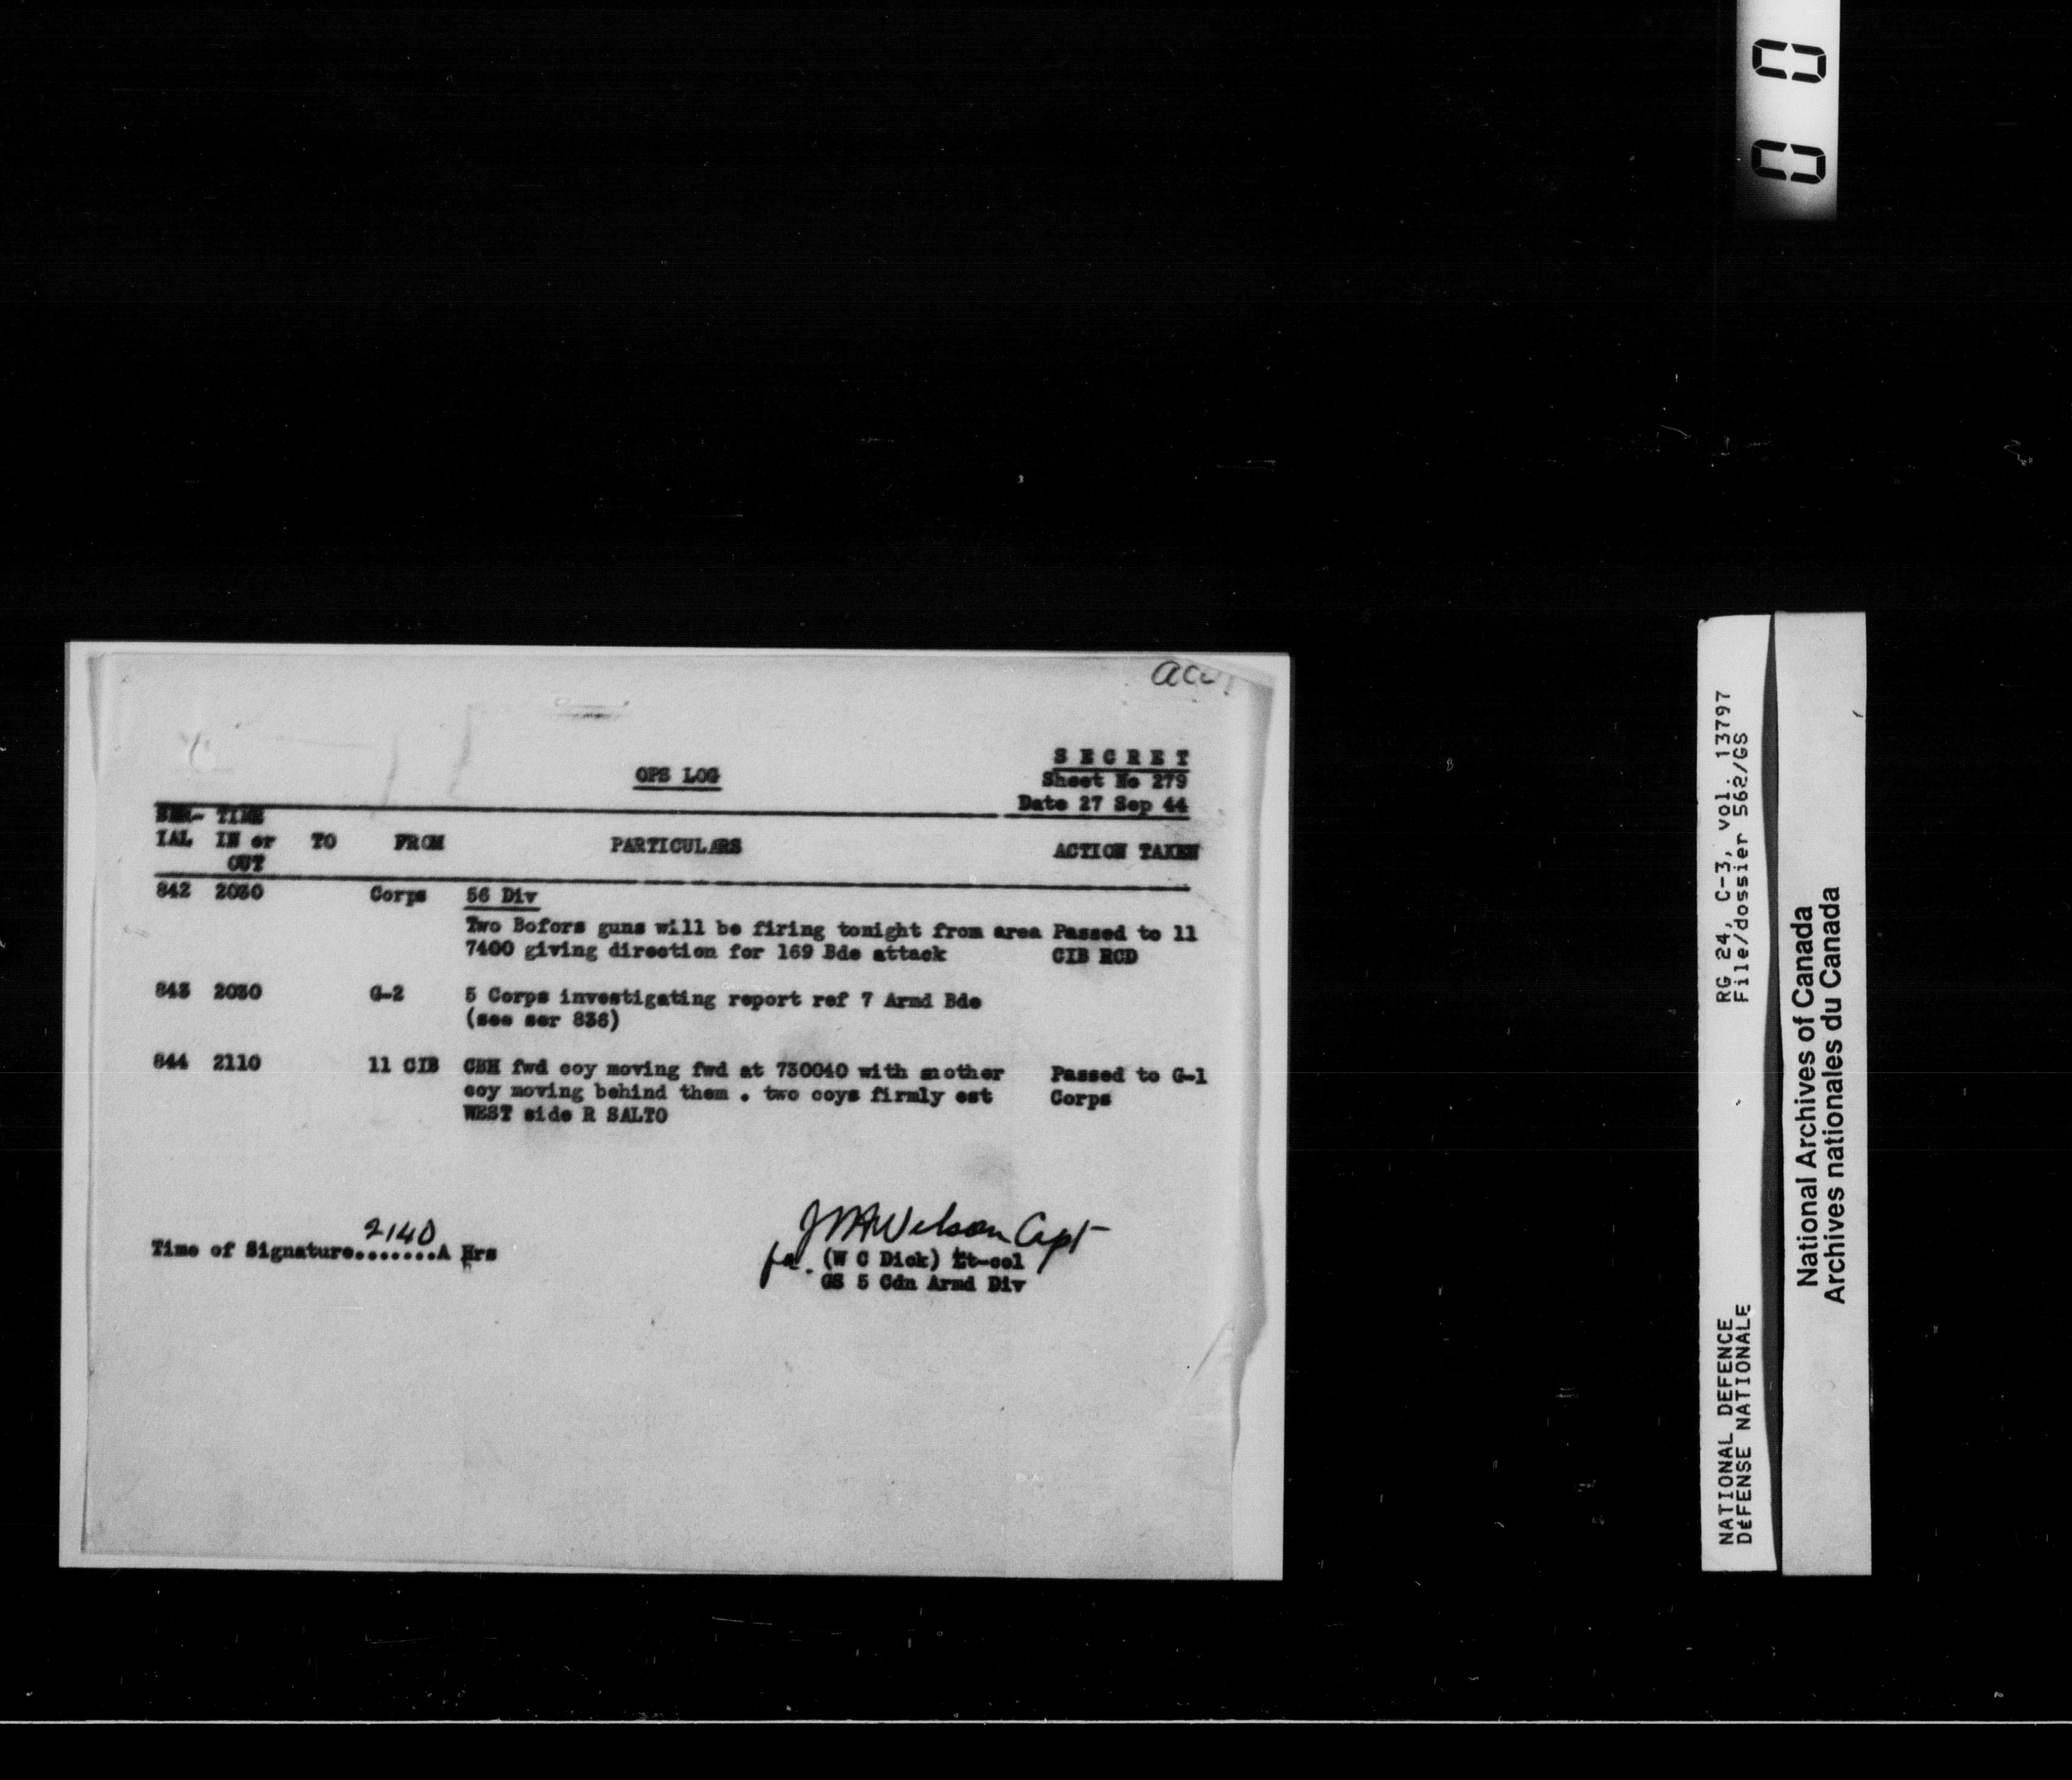 OPS LOG
SECRET
Sheet No 279
Date 27 Sep 44
SER- TIME
IAL IN or TO FROM PARTICULARS ACTION TAKEN
OUT
842 2030 Corps 56 Div
Two Bofors guns will be firing tonight from area Passed to 11
7400 giving direction for 169 Bde attack CIB RCD
843 2030 G-2 5 Corps investigating report ref 7 Armd Bde
(see ser 836)
844 2110 11 CIB CBH fwd coy moving fwd at 730040 with another Passed to G-1
coy moving behind them . two coys firmly est Corps
WEST side R SALTO
2140
Time of Signature.......A Hrs
Wilson Capt
(W C Dick) Lt-col
GS 5 Cdn Armd Div
00
RG 24, C-3, vol. 13797
File/dossier 562/GS
NATIONAL DEFENCE
DéFENSE NATIONALE
National Archives of Canada
Archives nationales du Canada